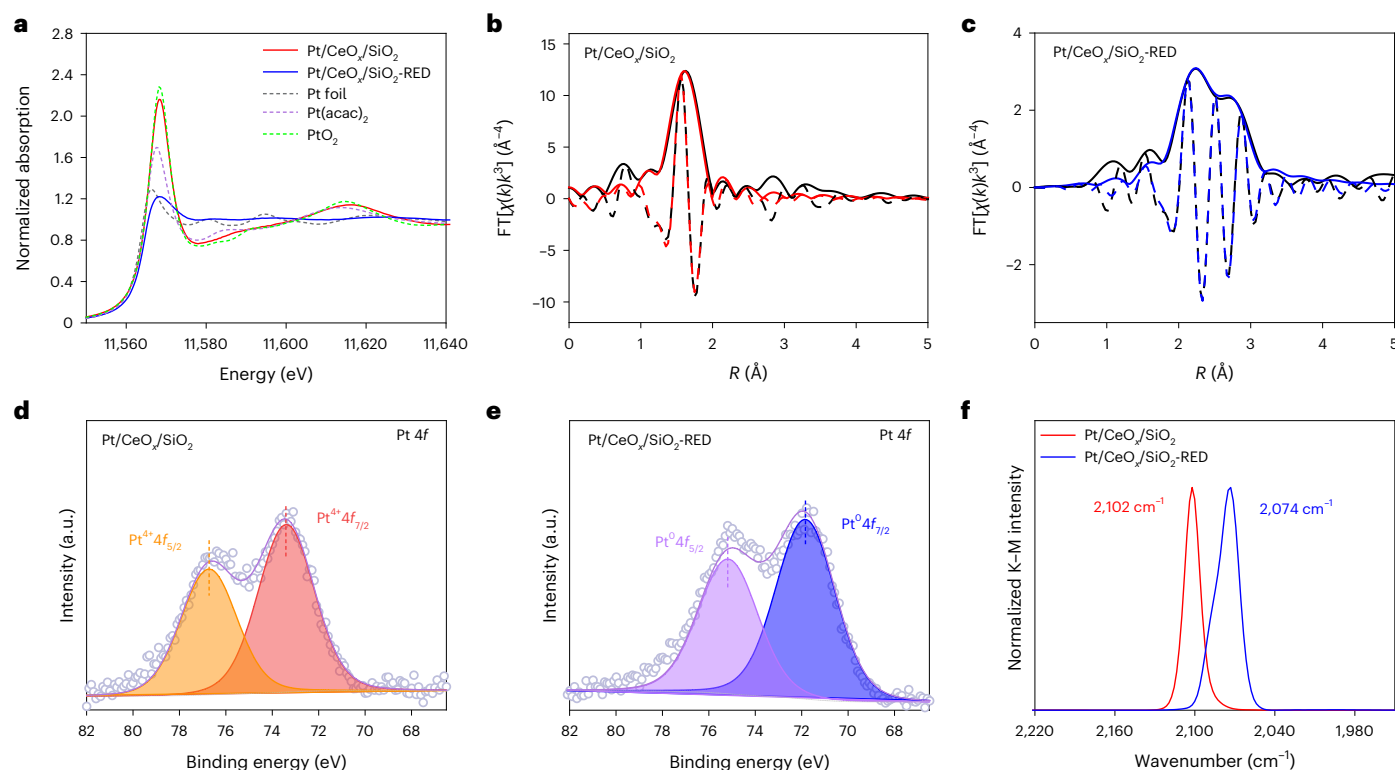 a
2.8
2.4
2.0
1.6
1.2
0.8
0.4
0
Normalized absorption
Pt/CeOₓ/SiO₂
Pt/CeOₓ/SiO₂-RED
Pt foil
Pt(acac)₂
PtO₂
11,560 11,580 11,600 11,620 11,640
Energy (eV)
b
Pt/CeOₓ/SiO₂
15
10
5
0
−5
−10
FT[χ(k)k³] (Å⁻⁴)
0 1 2 3 4 5
R (Å)
c
Pt/CeOₓ/SiO₂-RED
4
2
0
−2
FT[χ(k)k³] (Å⁻⁴)
0 1 2 3 4 5
R (Å)
d
Pt/CeOₓ/SiO₂
Pt 4f
Pt⁴⁺4f₇/₂
Pt⁴⁺4f₅/₂
Intensity (a.u.)
82 80 78 76 74 72 70 68
Binding energy (eV)
e
Pt/CeOₓ/SiO₂-RED
Pt 4f
Pt⁰4f₇/₂
Pt⁰4f₅/₂
Intensity (a.u.)
82 80 78 76 74 72 70 68
Binding energy (eV)
f
Pt/CeOₓ/SiO₂
Pt/CeOₓ/SiO₂-RED
2,102 cm⁻¹
2,074 cm⁻¹
Normalized K–M intensity
2,220 2,160 2,100 2,040 1,980
Wavenumber (cm⁻¹)